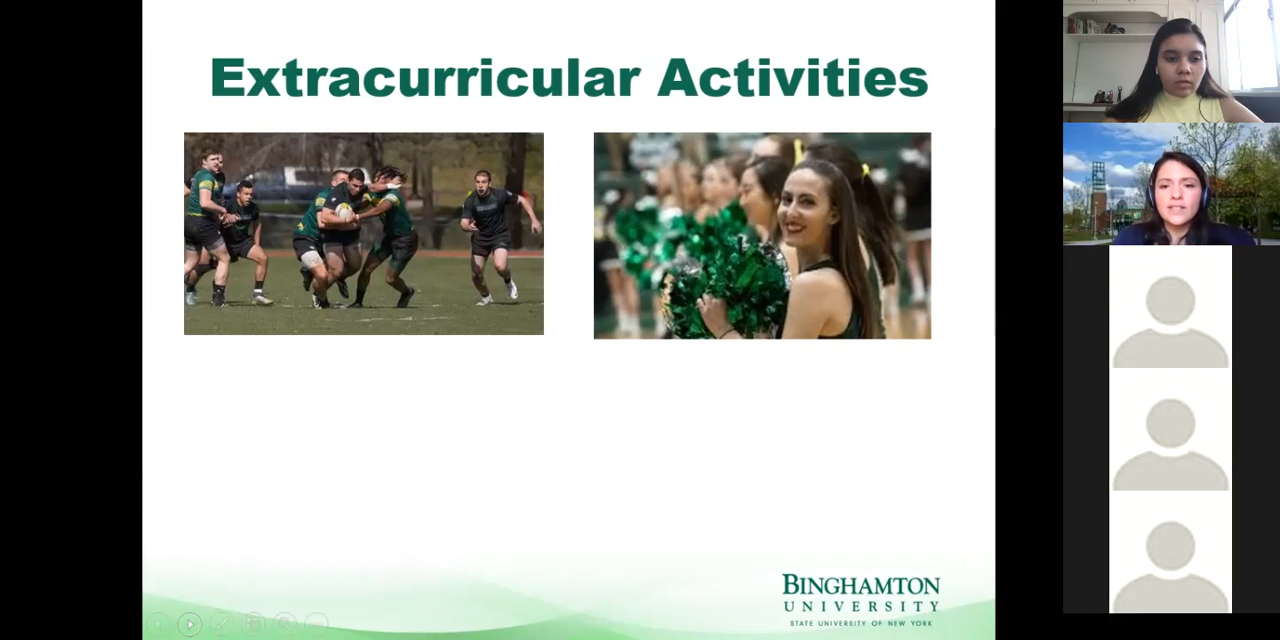 Extracurricular Activities
BINGHAMTON
UNIVERSITY
STATE UNIVERSITY OF NEW YORK